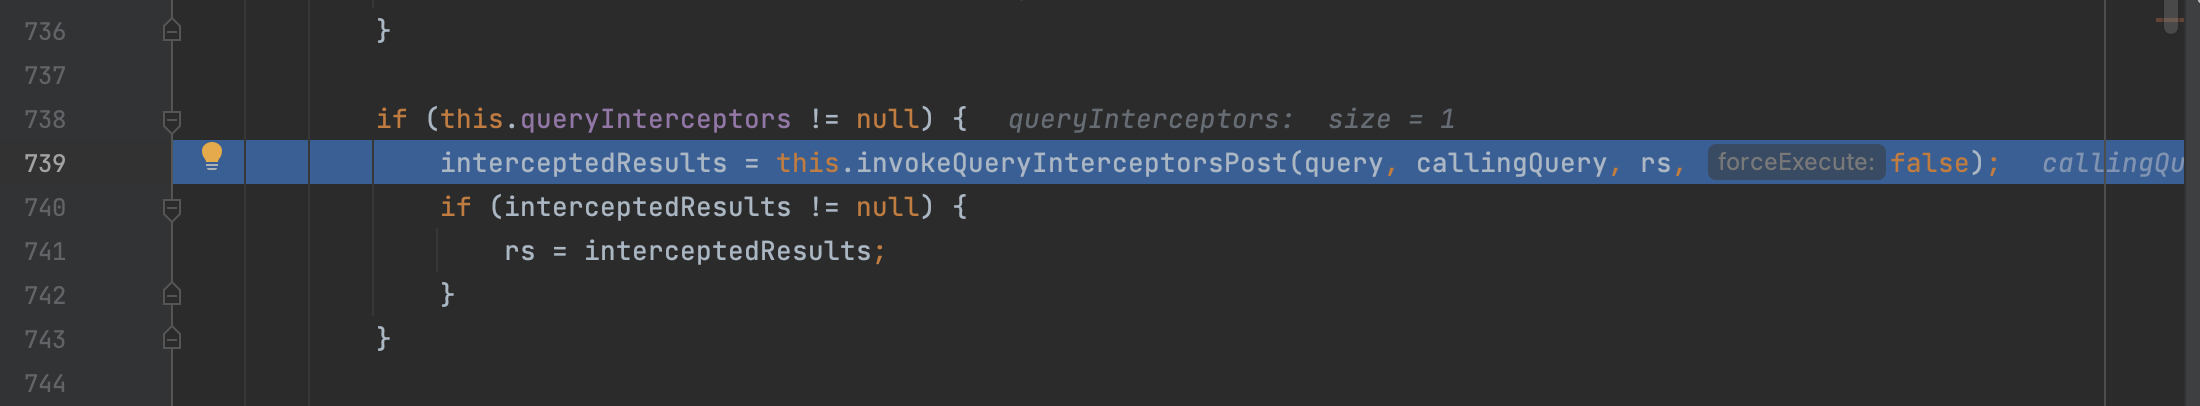 736 }
737
738 if (this.queryInterceptors != null) { queryInterceptors: size = 1
739 interceptedResults = this.invokeQueryInterceptorsPost(query, callingQuery, rs, forceExecute: false); callingQu
740 if (interceptedResults != null) {
741 rs = interceptedResults;
742 }
743 }
744